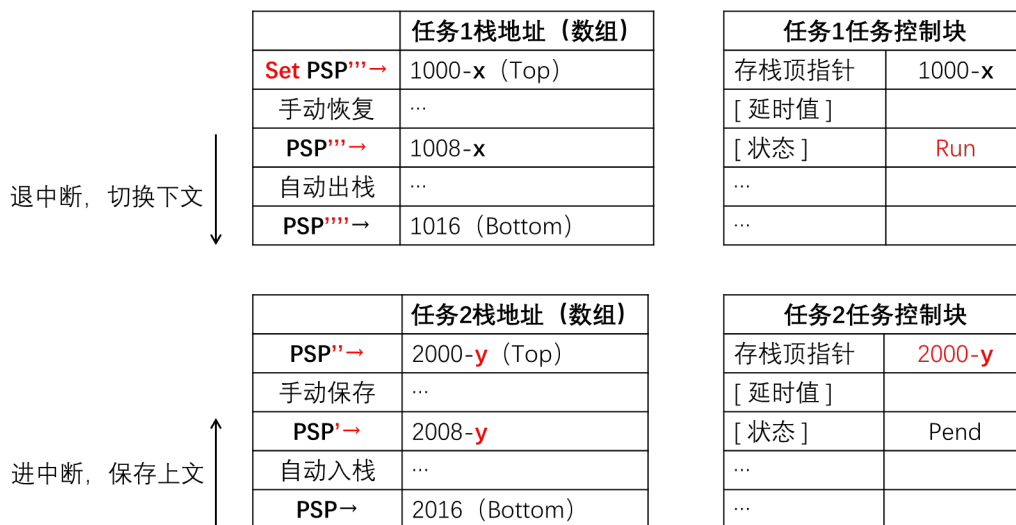 任务1栈地址（数组）
Set PSP'''→ 1000-x（Top）
手动恢复 …
PSP'''→ 1008-x
自动出栈 …
PSP''''→ 1016（Bottom）
退中断，切换下文
任务1任务控制块
存栈顶指针 1000-x
[ 延时值 ]
[ 状态 ] Run
…
…
任务2栈地址（数组）
PSP''→ 2000-y（Top）
手动保存 …
PSP'→ 2008-y
自动入栈 …
PSP→ 2016（Bottom）
进中断，保存上文
任务2任务控制块
存栈顶指针 2000-y
[ 延时值 ]
[ 状态 ] Pend
…
…